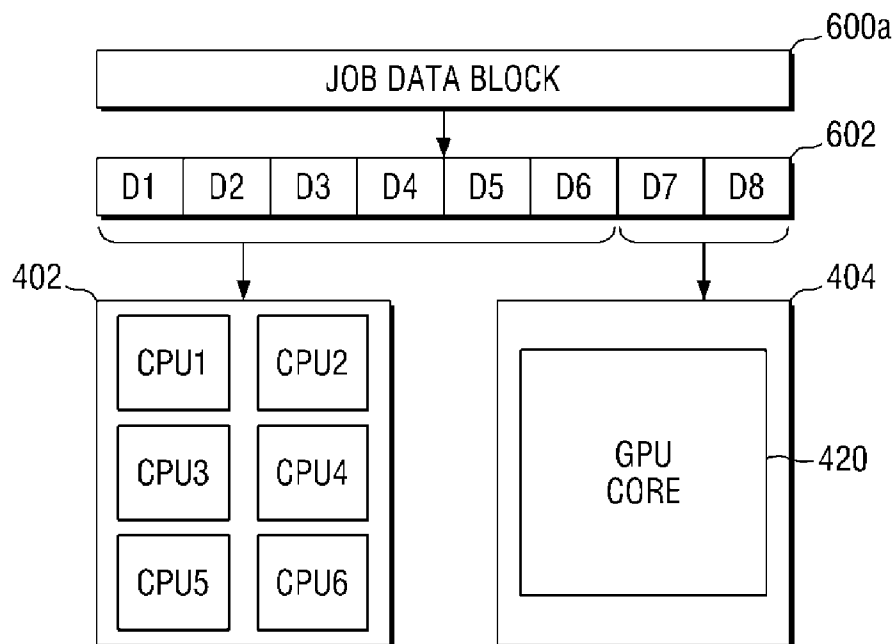 600a
JOB DATA BLOCK
602
D1 D2 D3 D4 D5 D6 D7 D8
402 404
CPU1 CPU2
CPU3 CPU4
GPU
CORE
420
CPU5 CPU6